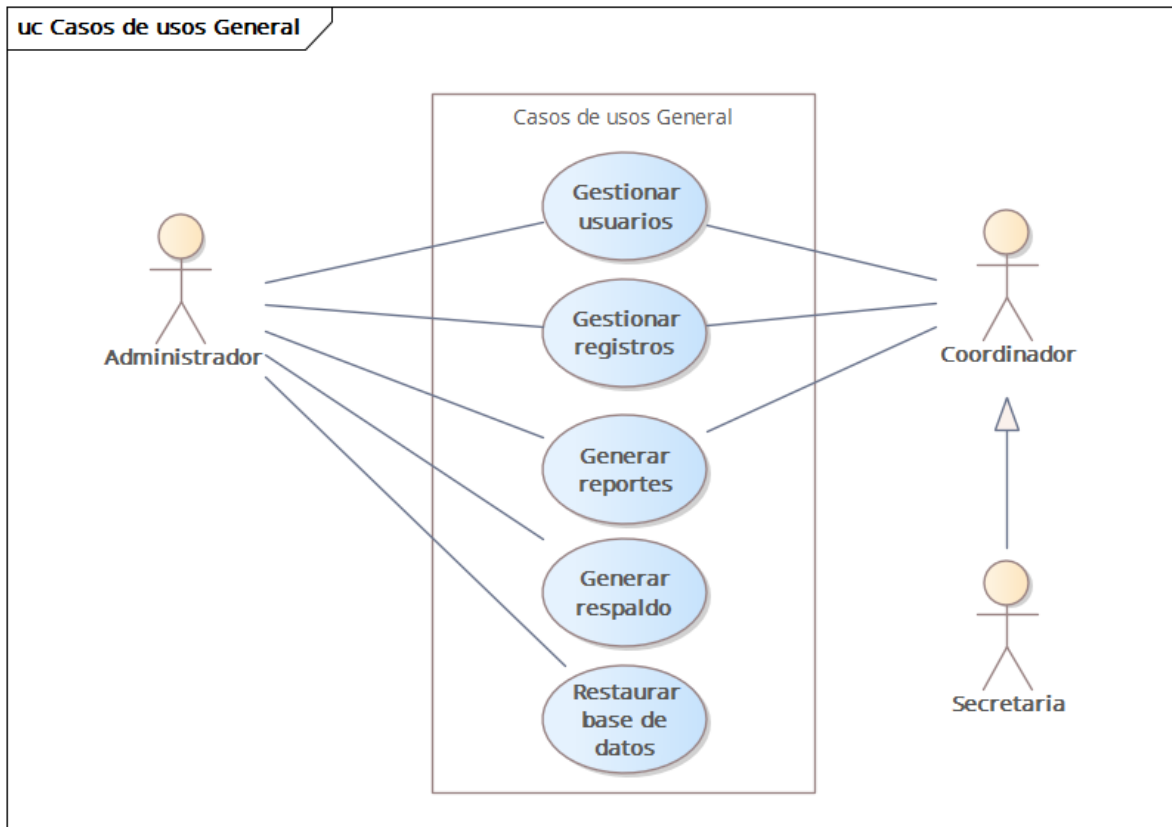 uc Casos de usos General
Casos de usos General
Gestionar
usuarios
Gestionar
registros
Administrador
Coordinador
Generar
reportes
Generar
respaldo
Restaurar
base de
datos
Secretaria